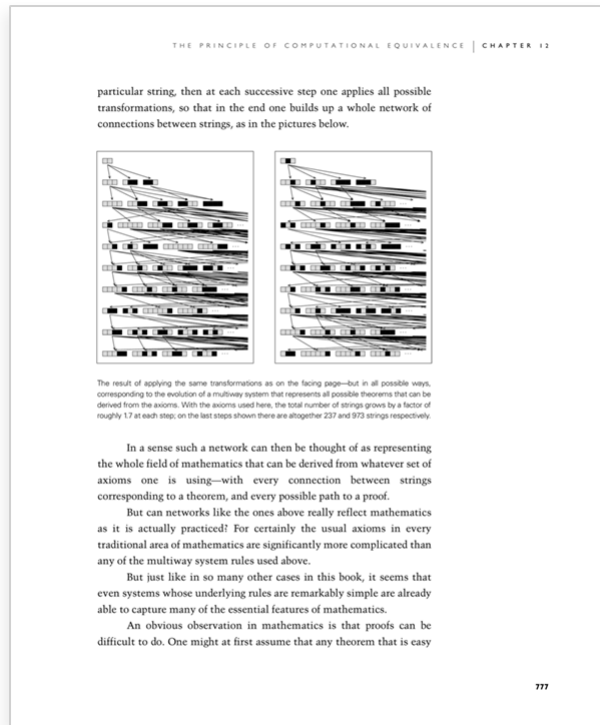 THE PRINCIPLE OF COMPUTATIONAL EQUIVALENCE | CHAPTER 12
particular string, then at each successive step one applies all possible
transformations, so that in the end one builds up a whole network of
connections between strings, as in the pictures below.
The result of applying the same transformations as on the facing page—but in all possible ways,
corresponding to the evolution of a multiway system that represents all possible theorems that can be
derived from the axioms. With the axioms used here, the total number of strings grows by a factor of
roughly 1.7 at each step; on the last steps shown there are altogether 237 and 973 strings respectively.
In a sense such a network can then be thought of as representing
the whole field of mathematics that can be derived from whatever set of
axioms one is using—with every connection between strings
corresponding to a theorem, and every possible path to a proof.
But can networks like the ones above really reflect mathematics
as it is actually practiced? For certainly the usual axioms in every
traditional area of mathematics are significantly more complicated than
any of the multiway system rules used above.
But just like in so many other cases in this book, it seems that
even systems whose underlying rules are remarkably simple are already
able to capture many of the essential features of mathematics.
An obvious observation in mathematics is that proofs can be
difficult to do. One might at first assume that any theorem that is easy
777